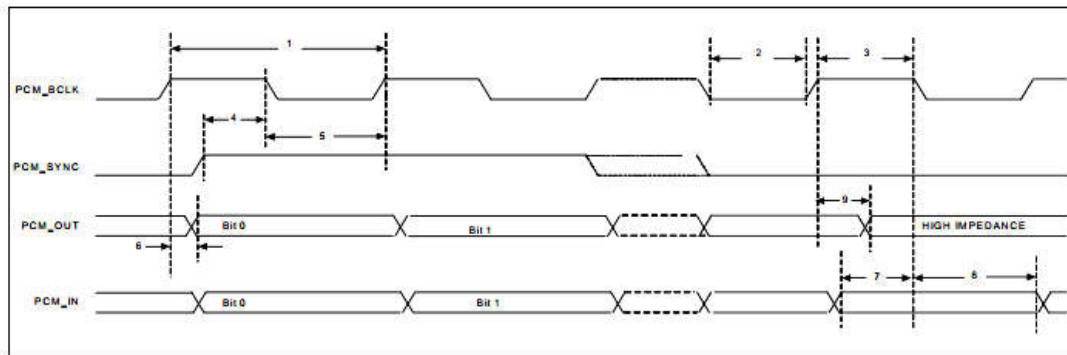 1
2
3
PCM_BCLK
4
5
PCM_SYNC
9
PCM_OUT
Bit 0
Bit 1
HIGH IMPEDANCE
6
7
8
PCM_IN
Bit 0
Bit 1